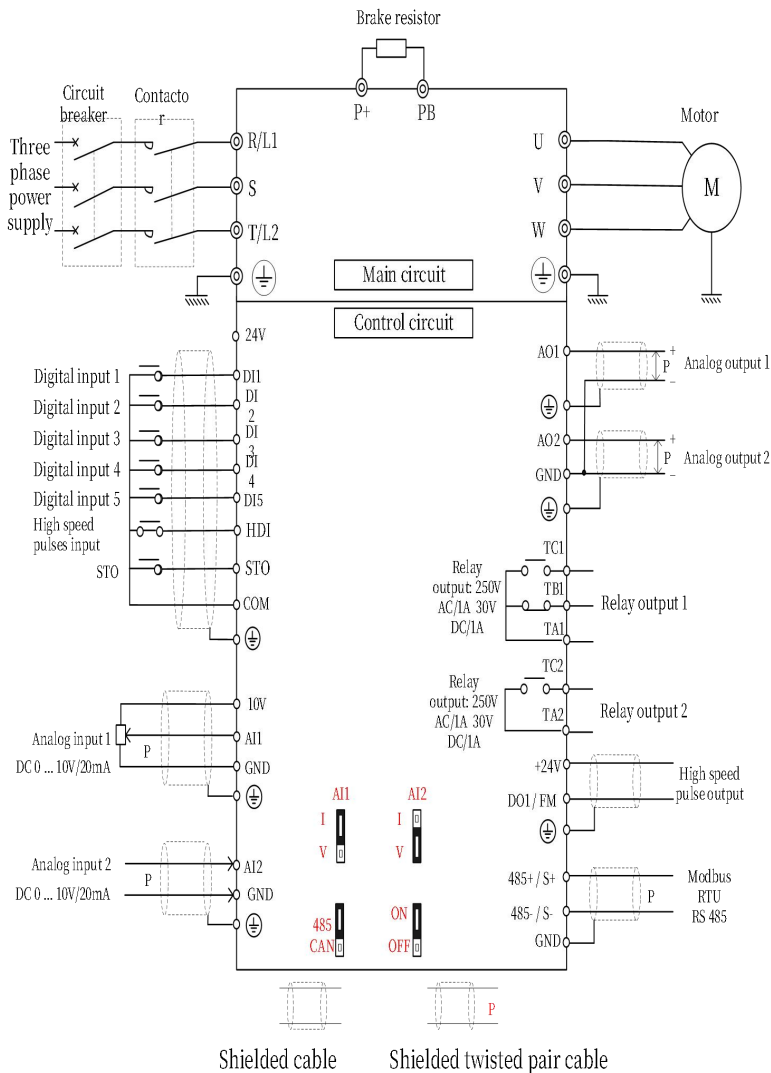 Brake resistor
P+
PB
Circuit
breaker
Contacto
r
Motor
Three
phase
power
supply
R/L1
S
T/L2
U
V
W
M
Main circuit
Control circuit
24V
Digital input 1
DI1
Digital input 2
DI
2
Digital input 3
DI
3
Digital input 4
DI
4
Digital input 5
DI5
High speed
pulses input
HDI
STO
STO
COM
10V
Analog input 1
P
AI1
DC 0 ... 10V/20mA
GND
Analog input 2
P
AI2
DC 0 ... 10V/20mA
GND
AO1
+
P
−
Analog output 1
AO2
+
P
−
Analog output 2
GND
Relay
output: 250V
AC/1A 30V
DC/1A
TC1
TB1
TA1
Relay output 1
Relay
output: 250V
AC/1A 30V
DC/1A
TC2
TA2
Relay output 2
+24V
DO1/ FM
High speed
pulse output
485+ / S+
485- / S-
GND
P
Modbus
RTU
RS 485
AI1
I
V
AI2
I
V
485
CAN
ON
OFF
P
Shielded cable
Shielded twisted pair cable